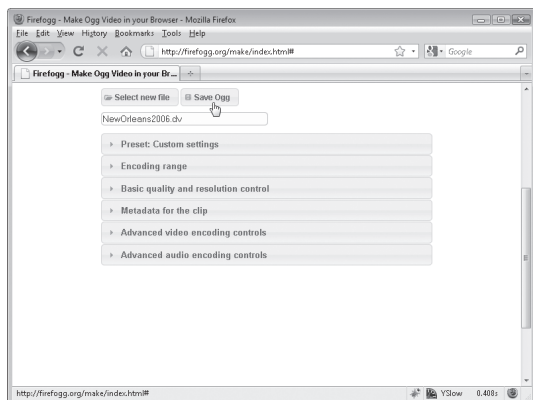 Firefogg - Make Ogg Video in your Browser - Mozilla Firefox
File Edit View History Bookmarks Tools Help
http://firefogg.org/make/index.html# Google
Firefogg - Make Ogg Video in your Br...
Select new file Save Ogg
NewOrleans2006.dv
Preset: Custom settings
Encoding range
Basic quality and resolution control
Metadata for the clip
Advanced video encoding controls
Advanced audio encoding controls
http://firefogg.org/make/index.html# YSlow 0.408s